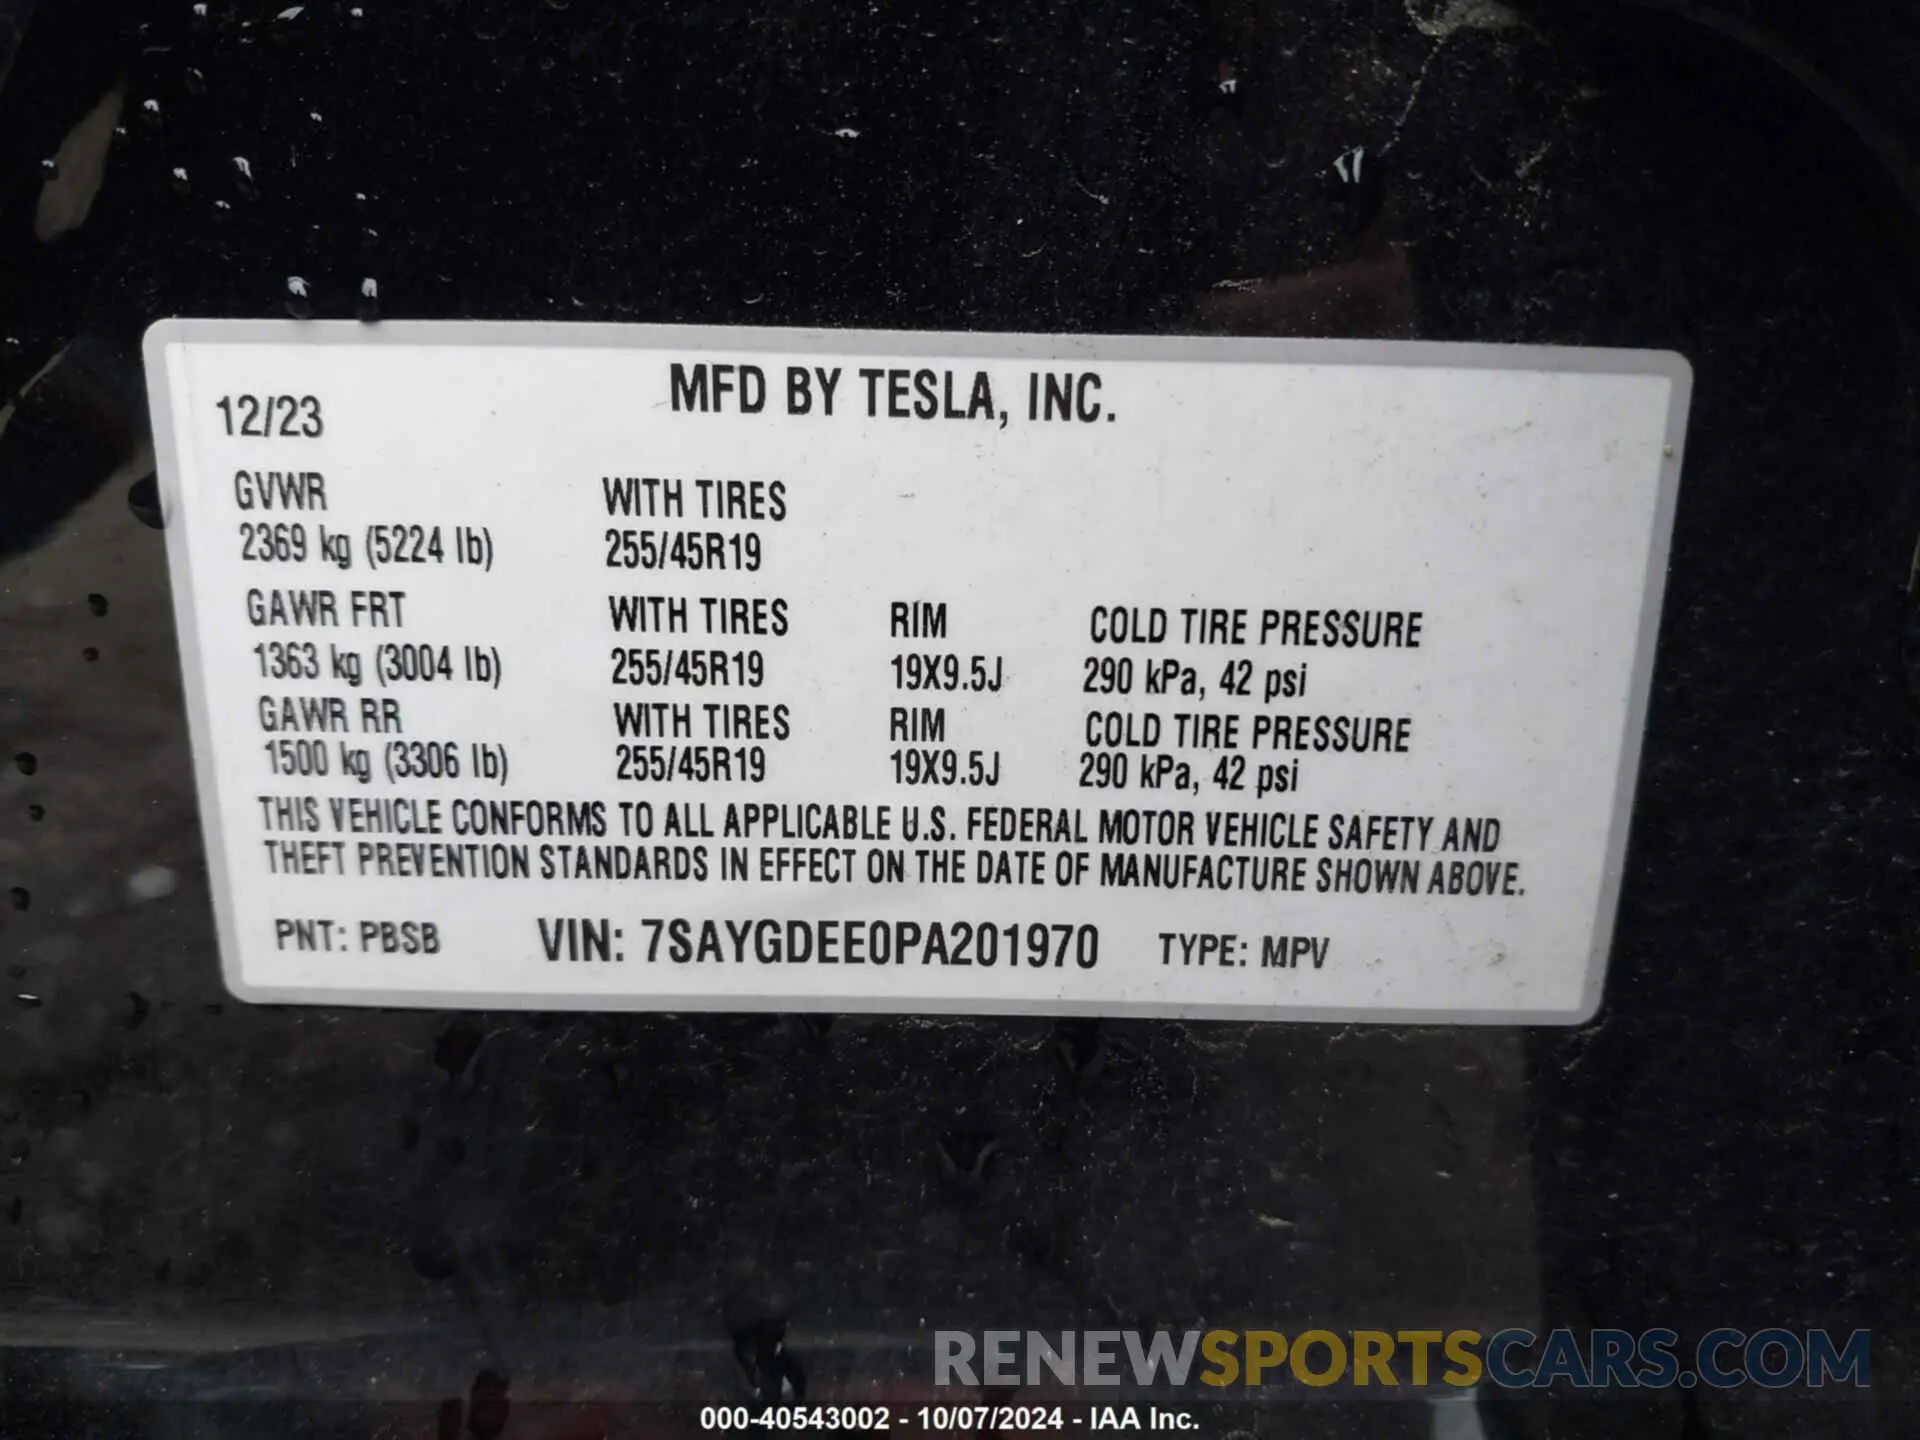 MFD BY TESLA, INC.
12/23
GVWR WITH TIRES
2369 kg (5224 lb) 255/45R19
GAWR FRT WITH TIRES RIM COLD TIRE PRESSURE
1363 kg (3004 lb) 255/45R19 19X9.5J 290 kPa, 42 psi
GAWR RR WITH TIRES RIM COLD TIRE PRESSURE
1500 kg (3306 lb) 255/45R19 19X9.5J 290 kPa, 42 psi
THIS VEHICLE CONFORMS TO ALL APPLICABLE U.S. FEDERAL MOTOR VEHICLE SAFETY AND
THEFT PREVENTION STANDARDS IN EFFECT ON THE DATE OF MANUFACTURE SHOWN ABOVE.
PNT: PBSB VIN: 7SAYGDEE0PA201970 TYPE: MPV
RENEWSPORTSCARS.COM
000-40543002 - 10/07/2024 - IAA Inc.